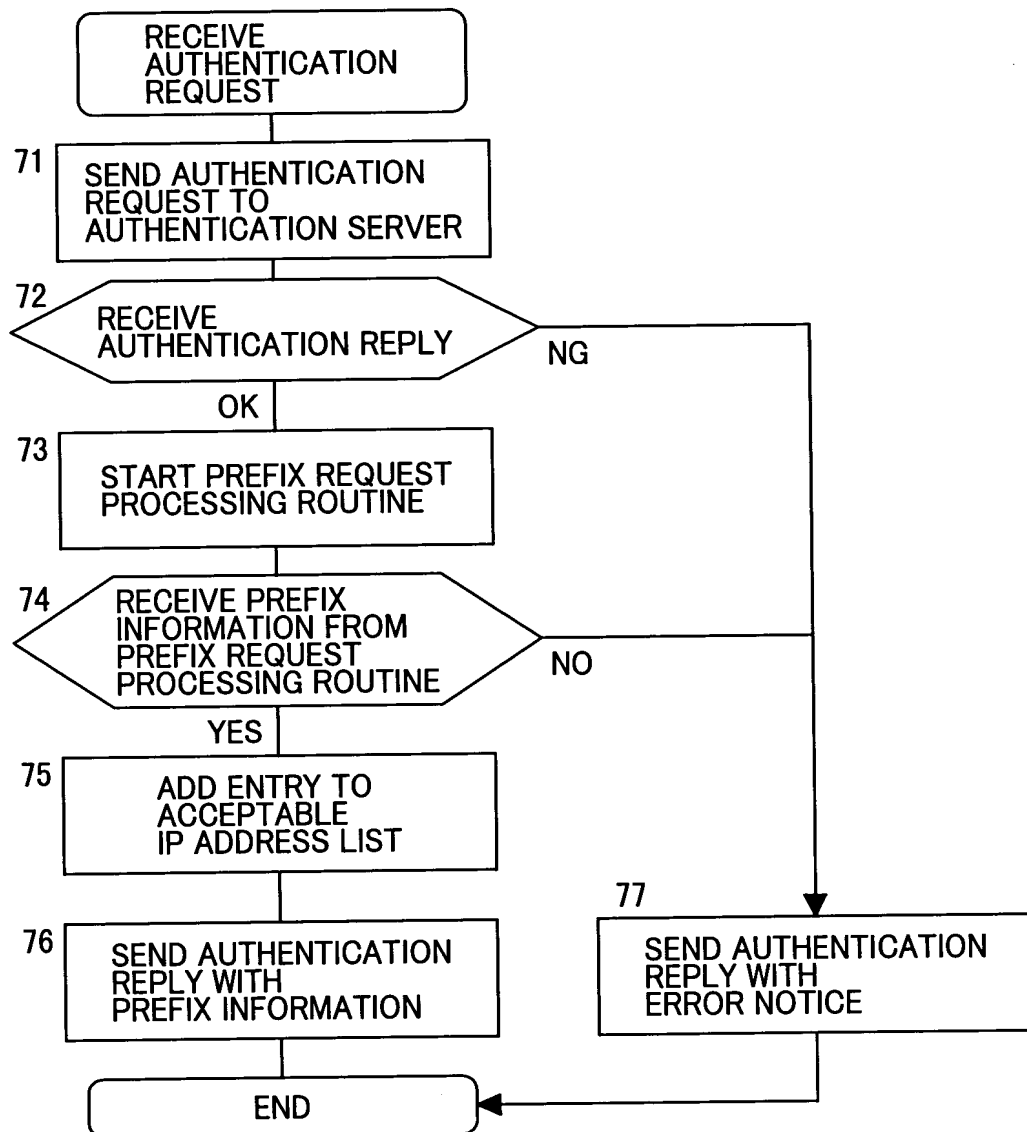 RECEIVE
AUTHENTICATION
REQUEST
71
SEND AUTHENTICATION
REQUEST TO
AUTHENTICATION SERVER
72
RECEIVE
AUTHENTICATION REPLY
NG
OK
73
START PREFIX REQUEST
PROCESSING ROUTINE
74
RECEIVE PREFIX
INFORMATION FROM
PREFIX REQUEST
PROCESSING ROUTINE
NO
YES
75
ADD ENTRY TO
ACCEPTABLE
IP ADDRESS LIST
76
SEND AUTHENTICATION
REPLY WITH
PREFIX INFORMATION
77
SEND AUTHENTICATION
REPLY WITH
ERROR NOTICE
END